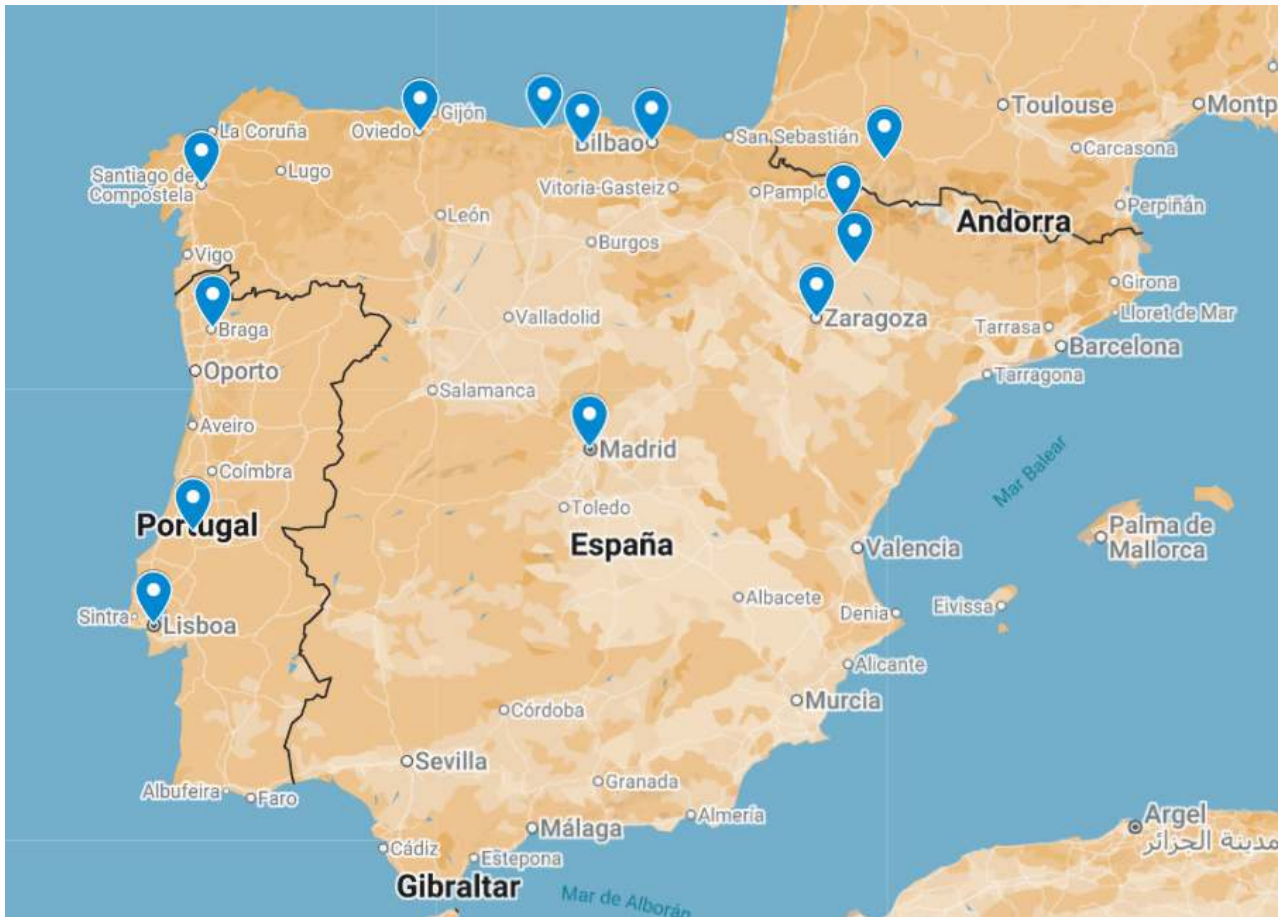 Toulouse
Montp
Gijón
La Coruña
Oviedo
Bilbao
San Sebastián
Carcasona
Santiago de
Compostela
Lugo
Vitoria-Gasteiz
Pamplo
Perpiñán
León
Andorra
Burgos
Vigo
Girona
Lloret de Mar
Valladolid
Zaragoza
Tarrasa
Braga
Barcelona
Oporto
Tarragona
Salamanca
Aveiro
Madrid
Coímbra
Mar Balear
Toledo
Portugal
España
Palma de
Mallorca
Valencia
Albacete
Eivissa
Denia
Sintra
Lisboa
Alicante
Murcia
Córdoba
Sevilla
Granada
Albufeira
Faro
Almería
Argel
مدينة الجزائر
Málaga
Cádiz
Estepona
Gibraltar
Mar de Alborán